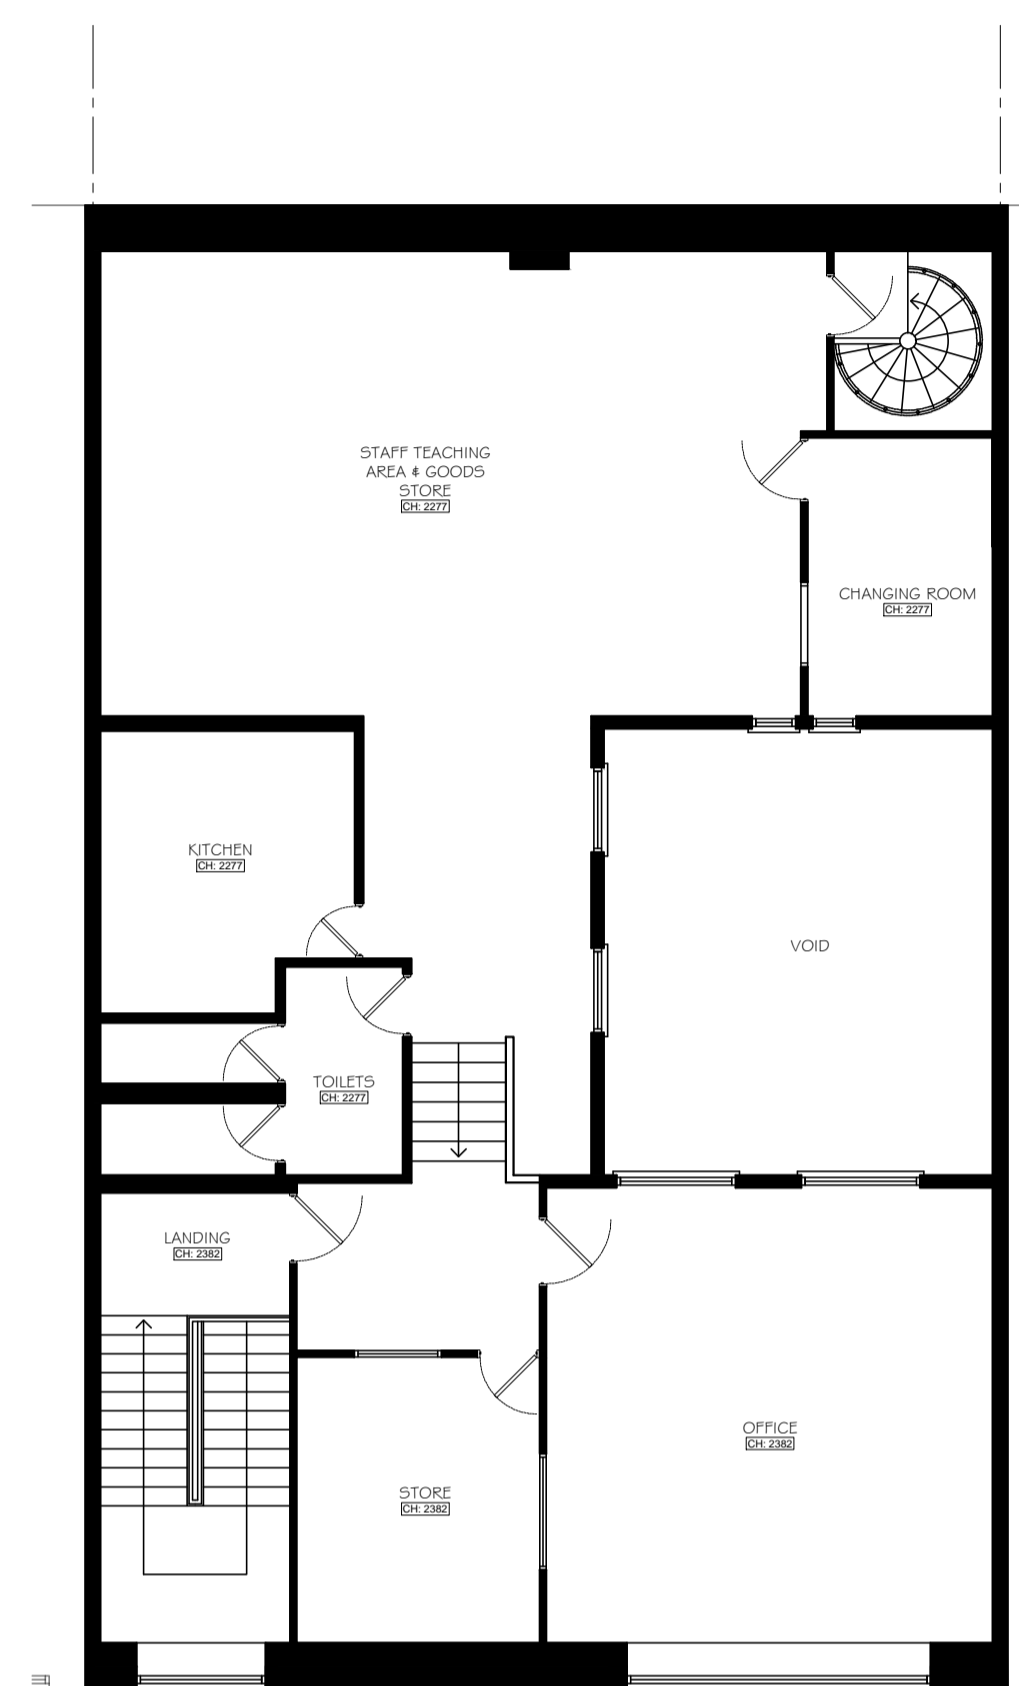 STAFF TEACHING
AREA & GOODS
STORE
CH: 2277
CHANGING ROOM
CH: 2277
KITCHEN
CH: 2277
VOID
TOILETS
CH: 2277
LANDING
CH: 2382
OFFICE
CH: 2382
STORE
CH: 2382